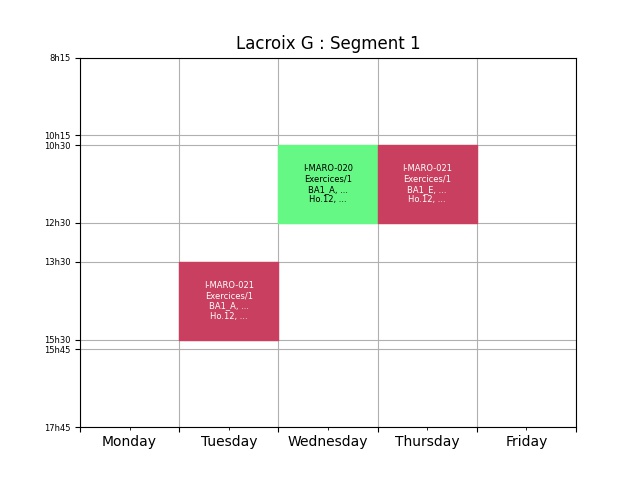 Lacroix G : Segment 1
8h15
10h15
10h30
I-MARO-020
Exercices/1
BA1_A, ...
Ho.12, ...
I-MARO-021
Exercices/1
BA1_E, ...
Ho.12, ...
12h30
13h30
I-MARO-021
Exercices/1
BA1_A, ...
Ho.12, ...
15h30
15h45
17h45
Monday Tuesday Wednesday Thursday Friday